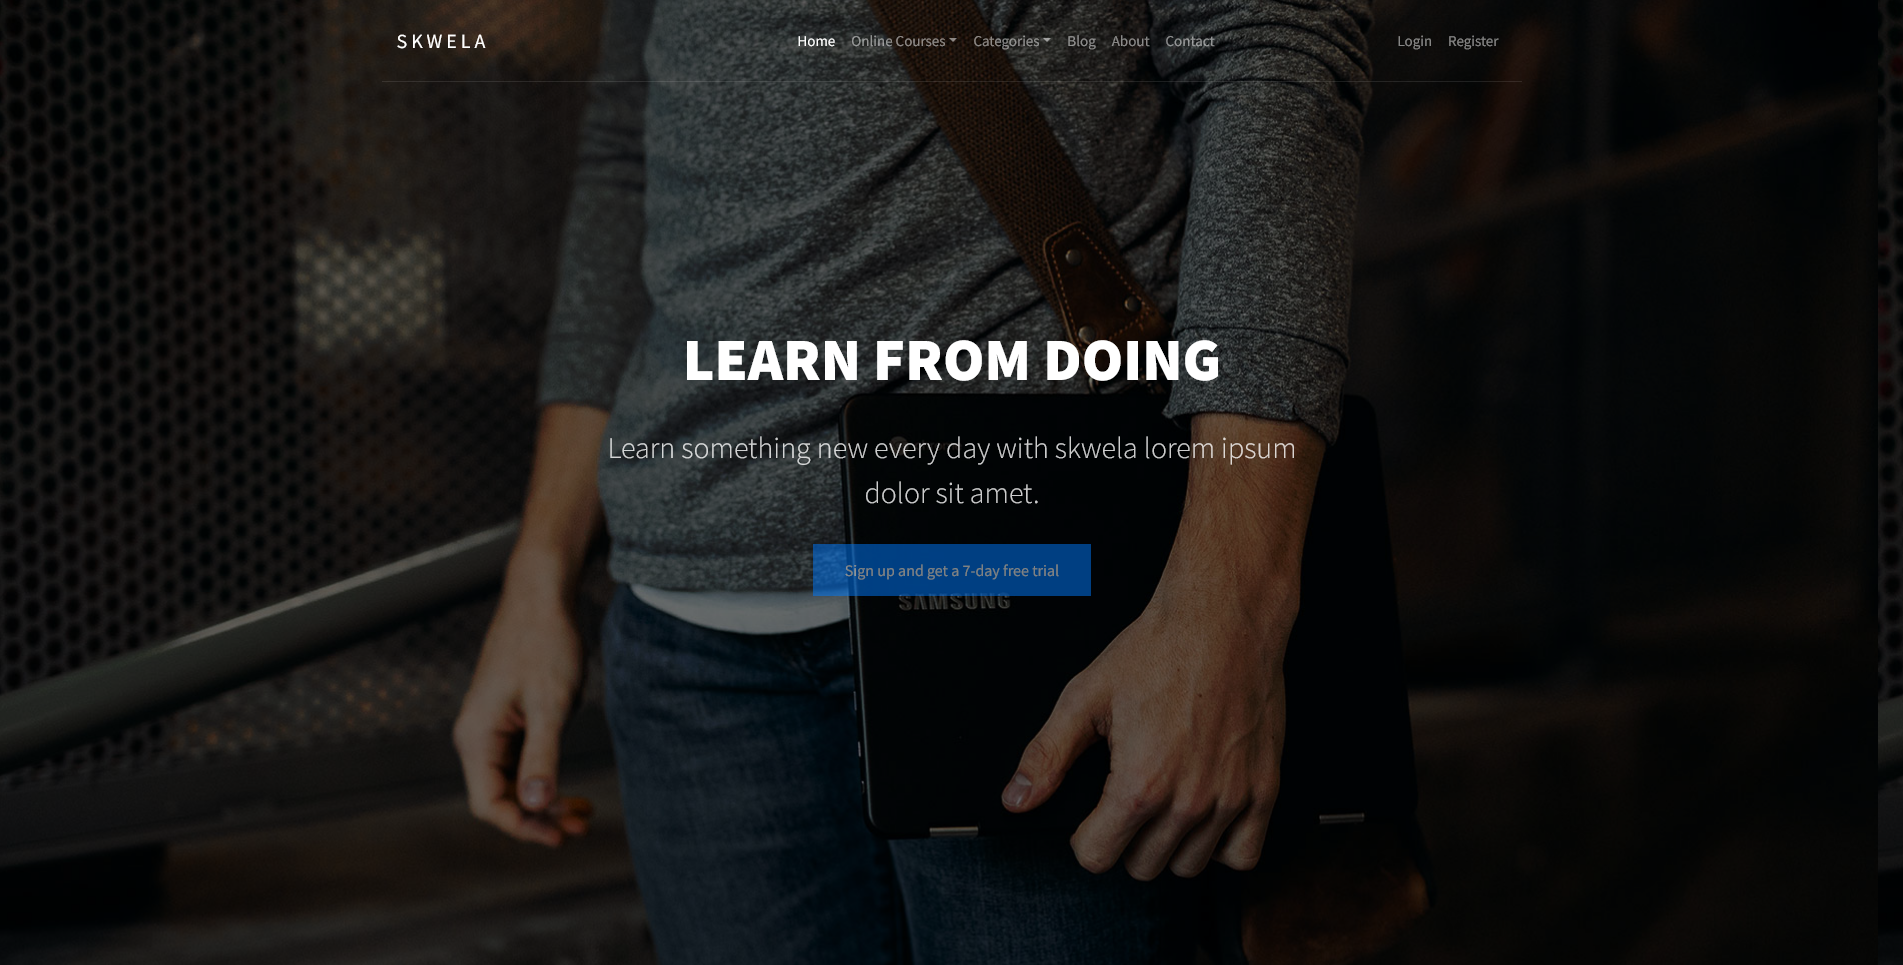 SKWELA
Home Online Courses Categories Blog About Contact
Login Register
LEARN FROM DOING
Learn something new every day with skwela lorem ipsum
dolor sit amet.
Sign up and get a 7-day free trial
SAMSUNG